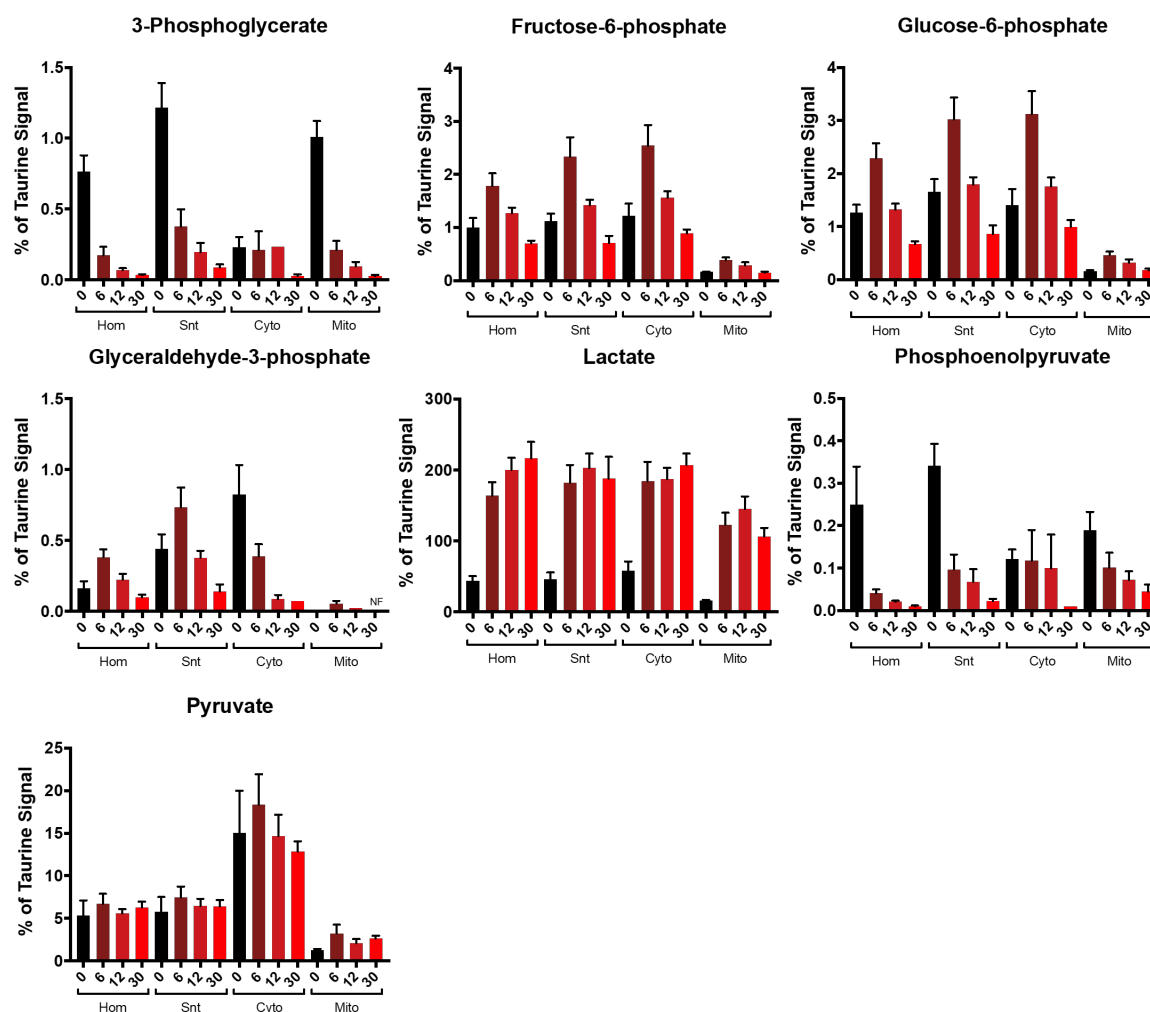 3-Phosphoglycerate
% of Taurine Signal
1.5
1.0
0.5
0.0
0 6 12 30 0 6 12 30 0 6 12 30 0 6 12 30
Hom Snt Cyto Mito
Fructose-6-phosphate
% of Taurine Signal
4
3
2
1
0
0 6 12 30 0 6 12 30 0 6 12 30 0 6 12 30
Hom Snt Cyto Mito
Glucose-6-phosphate
% of Taurine Signal
4
3
2
1
0
0 6 12 30 0 6 12 30 0 6 12 30 0 6 12 30
Hom Snt Cyto Mito
Glyceraldehyde-3-phosphate
% of Taurine Signal
1.5
1.0
0.5
0.0
NF
0 6 12 30 0 6 12 30 0 6 12 30 0 6 12 30
Hom Snt Cyto Mito
Lactate
% of Taurine Signal
300
200
100
0
0 6 12 30 0 6 12 30 0 6 12 30 0 6 12 30
Hom Snt Cyto Mito
Phosphoenolpyruvate
% of Taurine Signal
0.5
0.4
0.3
0.2
0.1
0.0
0 6 12 30 0 6 12 30 0 6 12 30 0 6 12 30
Hom Snt Cyto Mito
Pyruvate
% of Taurine Signal
25
20
15
10
5
0
0 6 12 30 0 6 12 30 0 6 12 30 0 6 12 30
Hom Snt Cyto Mito